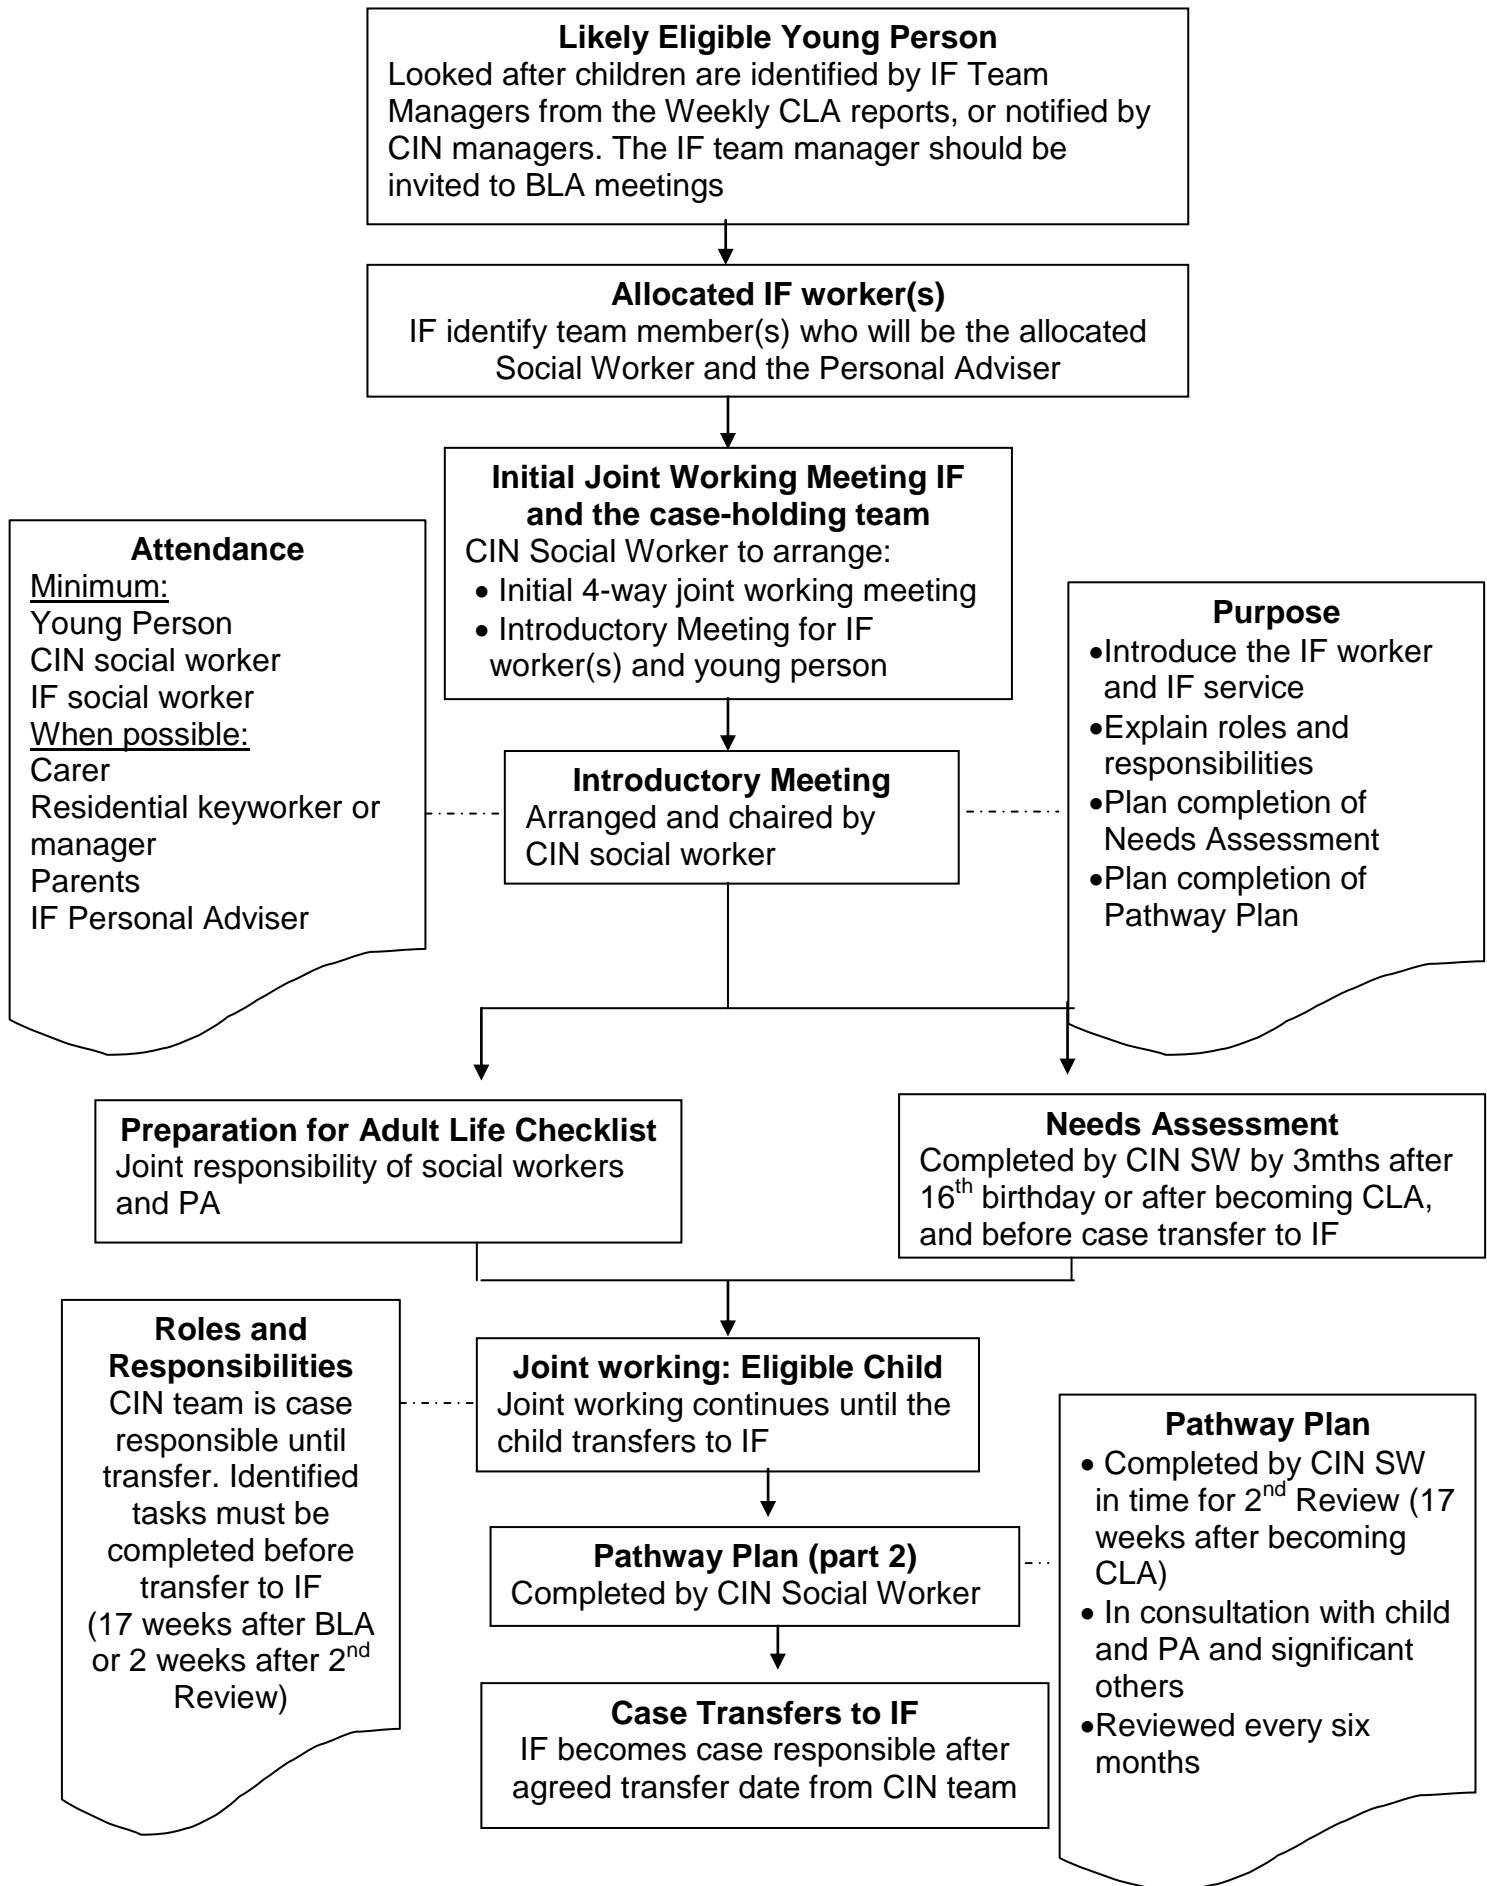 Likely Eligible Young Person
Looked after children are identified by IF Team
Managers from the Weekly CLA reports, or notified by
CIN managers. The IF team manager should be
invited to BLA meetings
Allocated IF worker(s)
IF identify team member(s) who will be the allocated
Social Worker and the Personal Adviser
Initial Joint Working Meeting IF
and the case-holding team
CIN Social Worker to arrange:
• Initial 4-way joint working meeting
• Introductory Meeting for IF
worker(s) and young person
Attendance
Minimum:
Young Person
CIN social worker
IF social worker
When possible:
Carer
Residential keyworker or
manager
Parents
IF Personal Adviser
Introductory Meeting
Arranged and chaired by
CIN social worker
Purpose
•Introduce the IF worker
and IF service
•Explain roles and
responsibilities
•Plan completion of
Needs Assessment
•Plan completion of
Pathway Plan
Preparation for Adult Life Checklist
Joint responsibility of social workers
and PA
Needs Assessment
Completed by CIN SW by 3mths after
16th birthday or after becoming CLA,
and before case transfer to IF
Roles and
Responsibilities
CIN team is case
responsible until
transfer. Identified
tasks must be
completed before
transfer to IF
(17 weeks after BLA
or 2 weeks after 2nd
Review)
Joint working: Eligible Child
Joint working continues until the
child transfers to IF
Pathway Plan (part 2)
Completed by CIN Social Worker
Pathway Plan
• Completed by CIN SW
in time for 2nd Review (17
weeks after becoming
CLA)
• In consultation with child
and PA and significant
others
•Reviewed every six
months
Case Transfers to IF
IF becomes case responsible after
agreed transfer date from CIN team